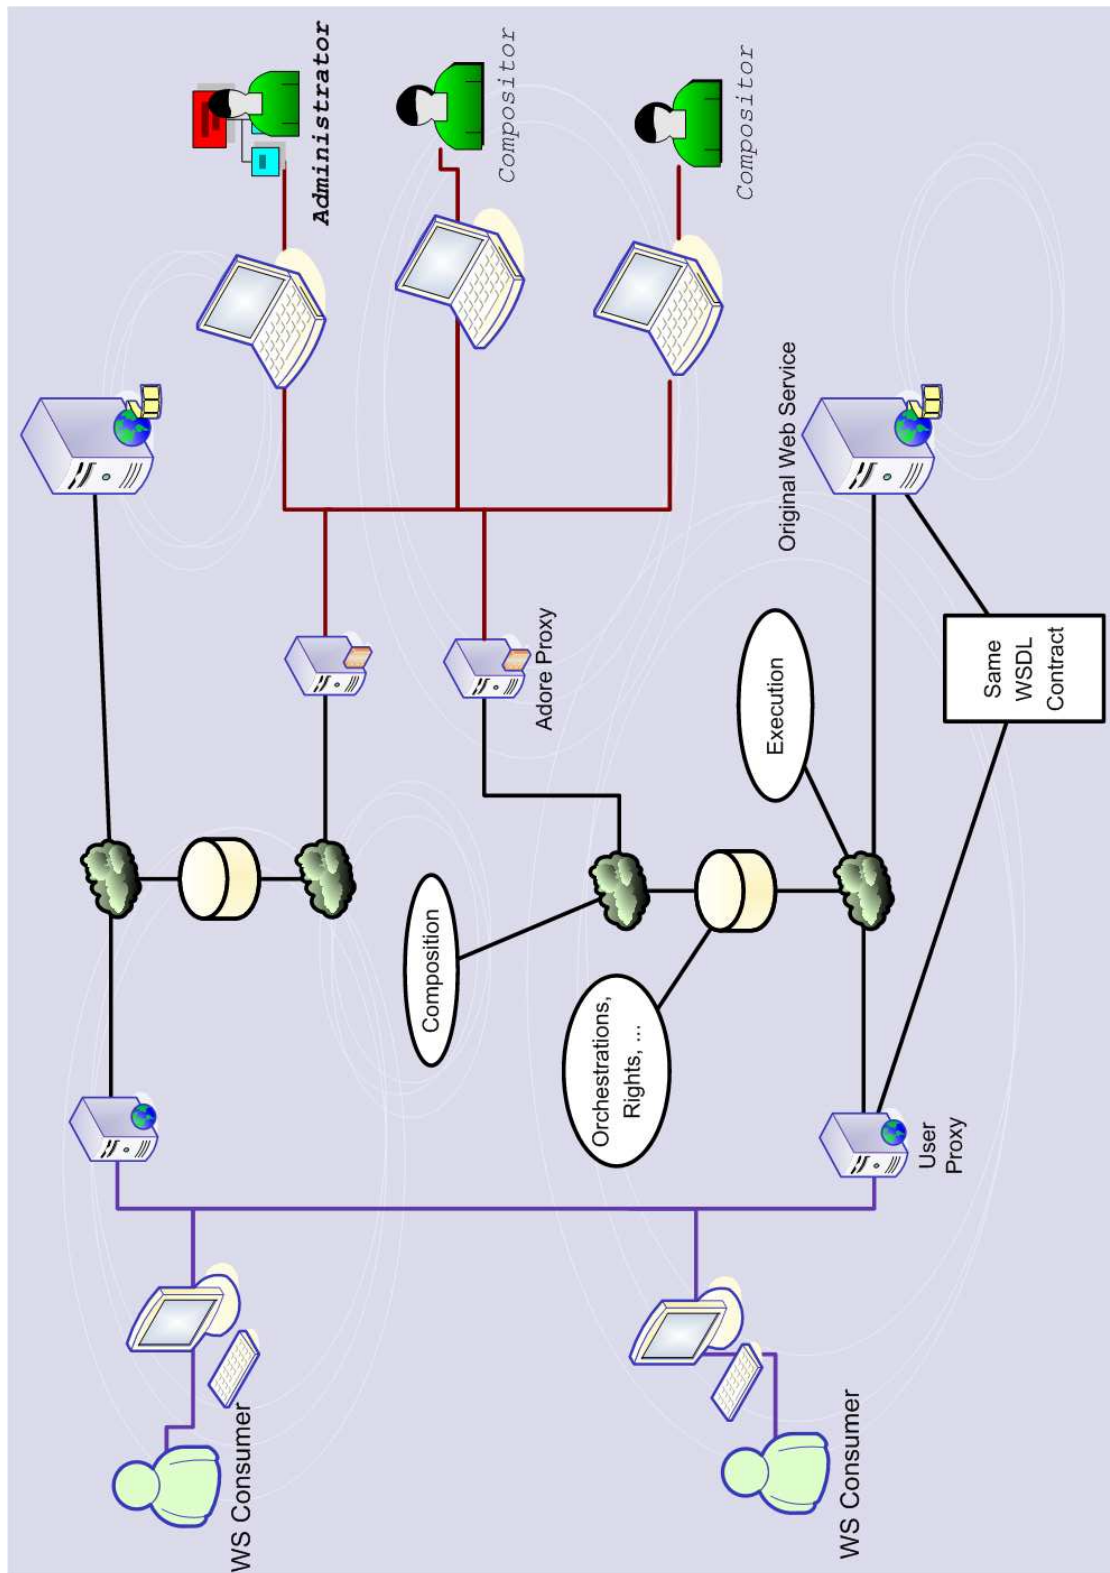 WS Consumer
WS Consumer
User
Proxy
Orchestrations,
Rights, ...
Composition
Execution
Same
WSDL
Contract
Adore Proxy
Original Web Service
Administrator
Compositor
Compositor